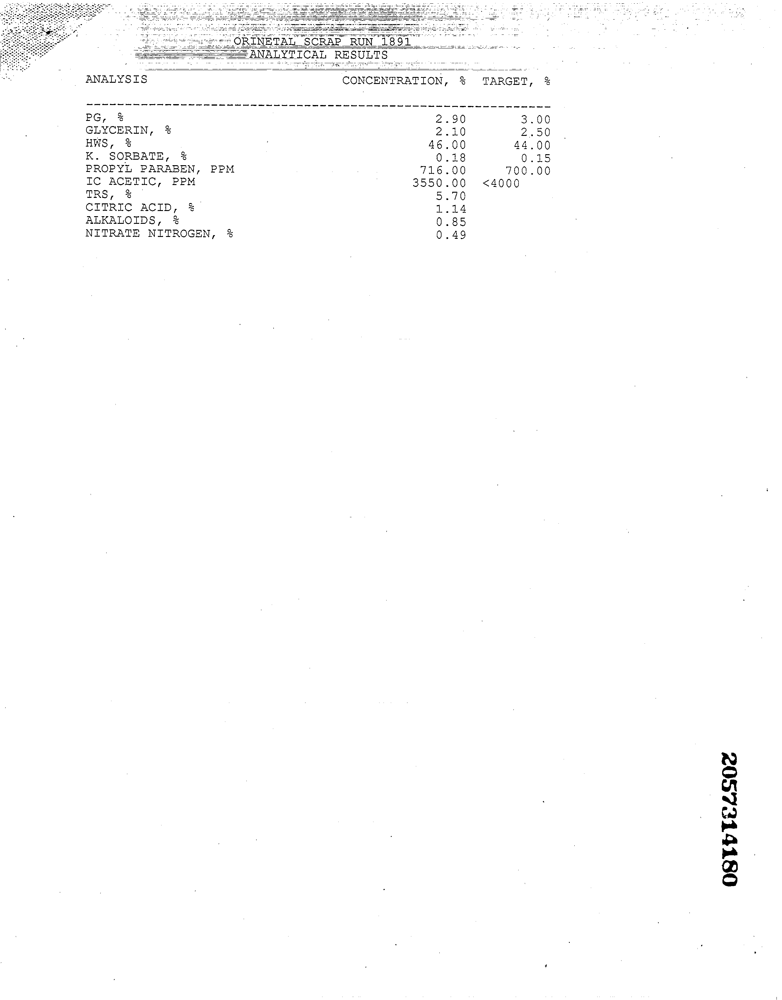 ORINETAL SCRAP RUN 1891
ANALYTICAL RESULTS
ANALYSIS CONCENTRATION, % TARGET, %
PG, % 2.90 3.00
GLYCERIN, % 2.10 2.50
HWS, % 46.00 44.00
K. SORBATE, % 0.18 0.15
PROPYL PARABEN, PPM 716.00 700.00
IC ACETIC, PPM 3550.00 <4000
TRS, % 5.70
CITRIC ACID, % 1.14
ALKALOIDS, % 0.85
NITRATE NITROGEN, % 0.49
2057314180